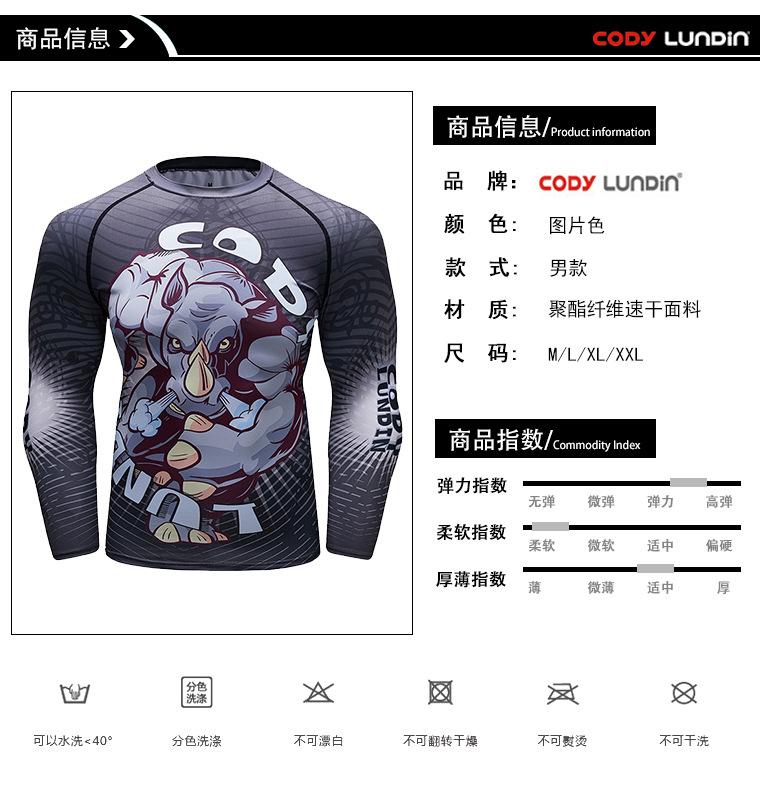 商品信息
CODY LUNDIN
商品信息/Product information
品 牌: CODY LUNDIN®
颜 色: 图片色
款 式: 男款
材 质: 聚酯纤维速干面料
尺 码: M/L/XL/XXL
M
CODY
LUNDIN
CODY
LUNDIN
商品指数/Commodity Index
弹力指数
无弹 微弹 弹力 高弹
柔软指数
柔软 微软 适中 偏硬
厚薄指数
薄 微薄 适中 厚
分色
洗涤
可以水洗<40° 分色洗涤 不可漂白 不可翻转干燥 不可熨烫 不可干洗